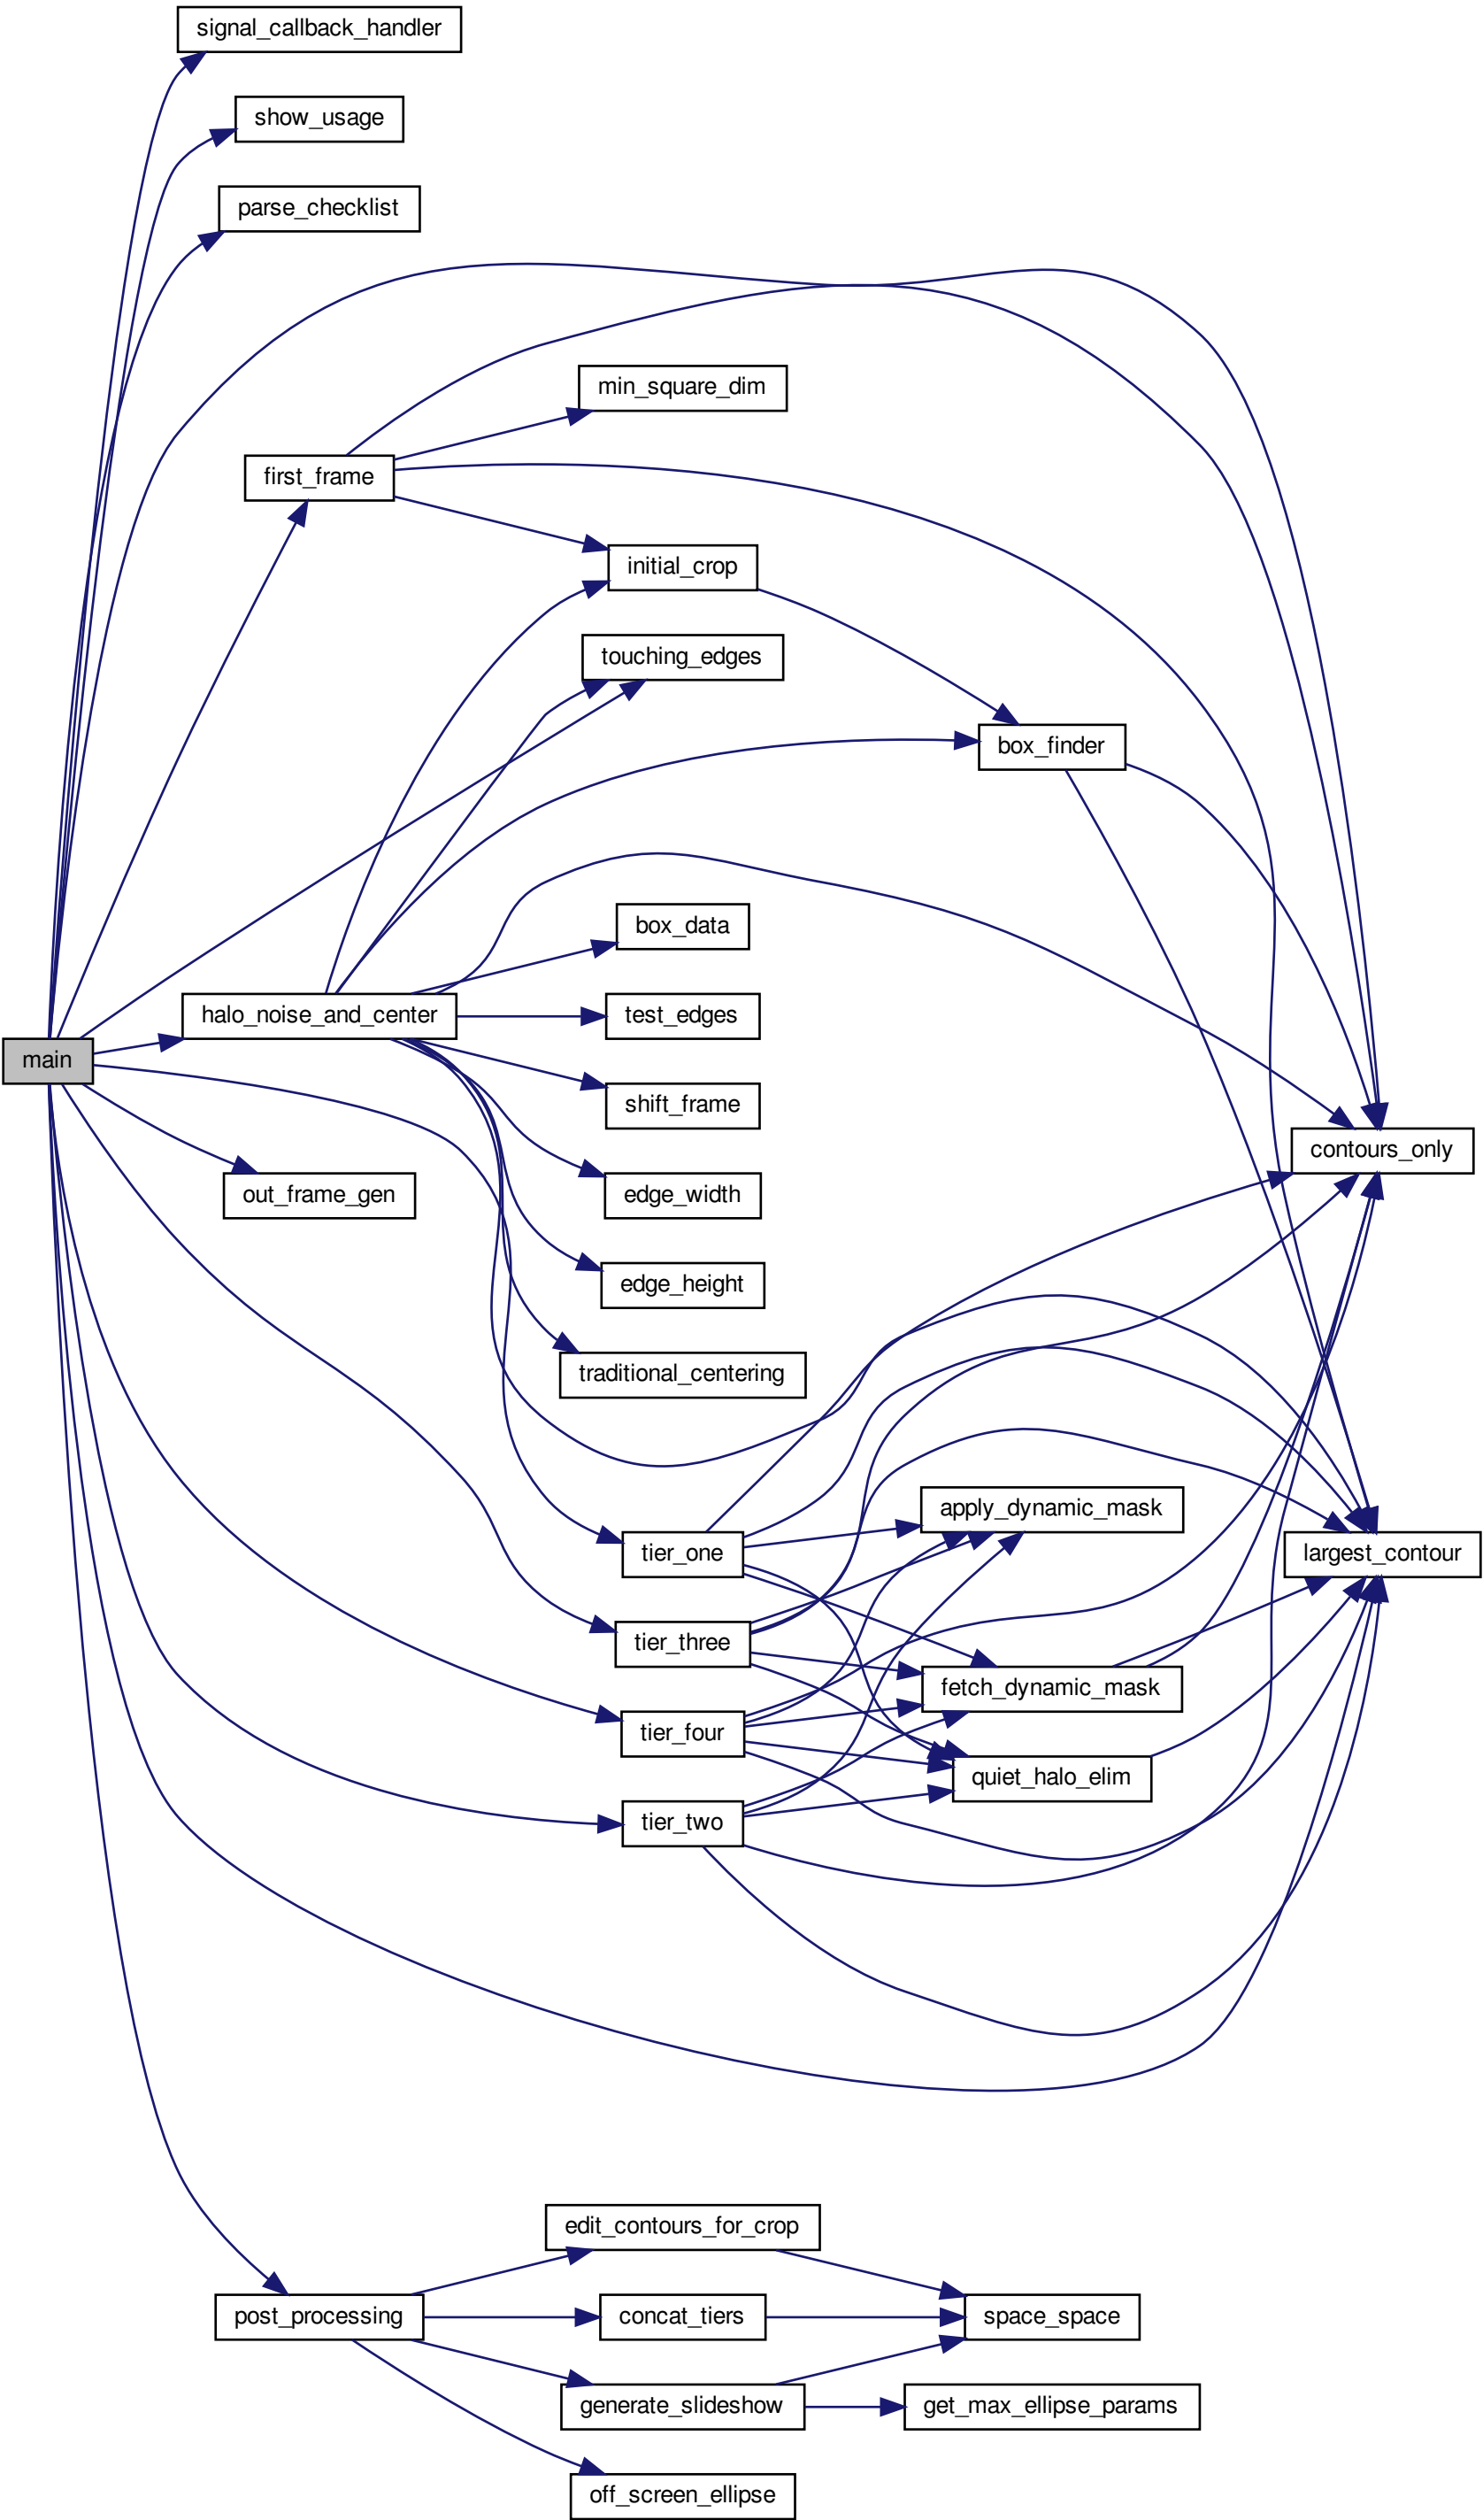 signal_callback_handler
show_usage
parse_checklist
min_square_dim
first_frame
initial_crop
touching_edges
box_finder
box_data
halo_noise_and_center
test_edges
main
shift_frame
contours_only
out_frame_gen
edge_width
edge_height
traditional_centering
apply_dynamic_mask
tier_one
largest_contour
tier_three
fetch_dynamic_mask
tier_four
quiet_halo_elim
tier_two
edit_contours_for_crop
post_processing
concat_tiers
space_space
generate_slideshow
get_max_ellipse_params
off_screen_ellipse